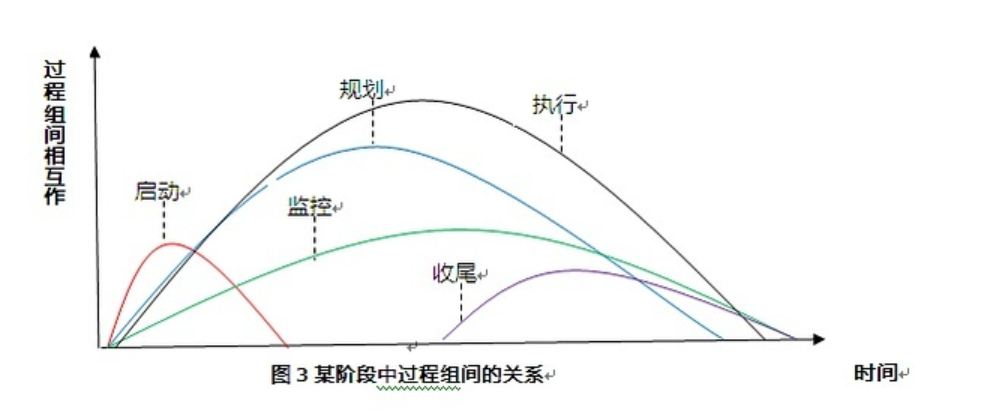 过程组间相互作
规划
执行
启动
监控
收尾
图 3 某阶段中过程组间的关系
时间